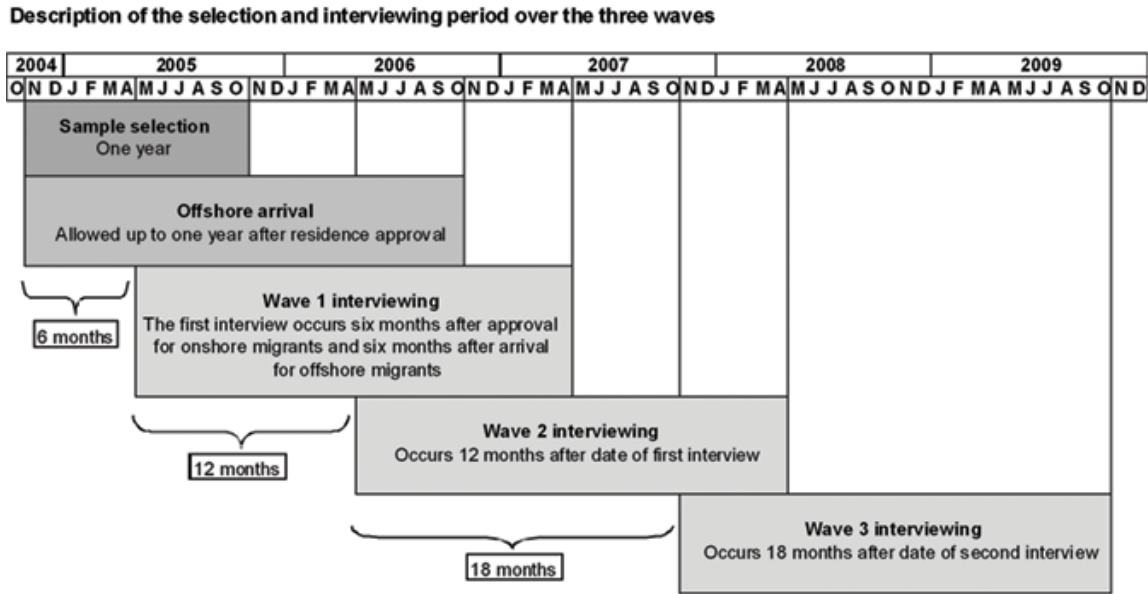 Description of the selection and interviewing period over the three waves
2004 2005 2006 2007 2008 2009
O N D J F M A M J J A S O N D J F M A M J J A S O N D J F M A M J J A S O N D J F M A M J J A S O N D J F M A M J J A S O N D
Sample selection
One year
Offshore arrival
Allowed up to one year after residence approval
6 months
Wave 1 interviewing
The first interview occurs six months after approval
for onshore migrants and six months after arrival
for offshore migrants
12 months
Wave 2 interviewing
Occurs 12 months after date of first interview
18 months
Wave 3 interviewing
Occurs 18 months after date of second interview